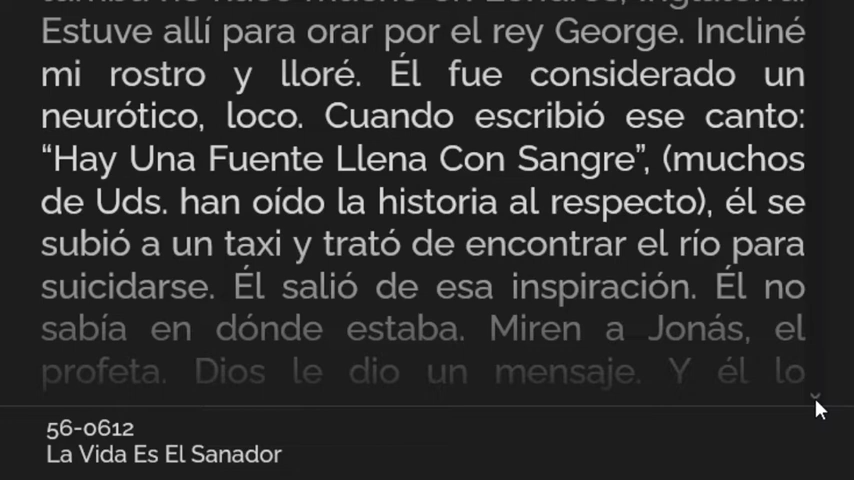 Estuve allí para orar por el rey George. Incliné
mi rostro y lloré. Él fue considerado un
neurótico, loco. Cuando escribió ese canto:
“Hay Una Fuente Llena Con Sangre”, (muchos
de Uds. han oído la historia al respecto), él se
subió a un taxi y trató de encontrar el río para
suicidarse. Él salió de esa inspiración. Él no
sabía en dónde estaba. Miren a Jonás, el
profeta. Dios le dio un mensaje. Y él lo
56-0612
La Vida Es El Sanador